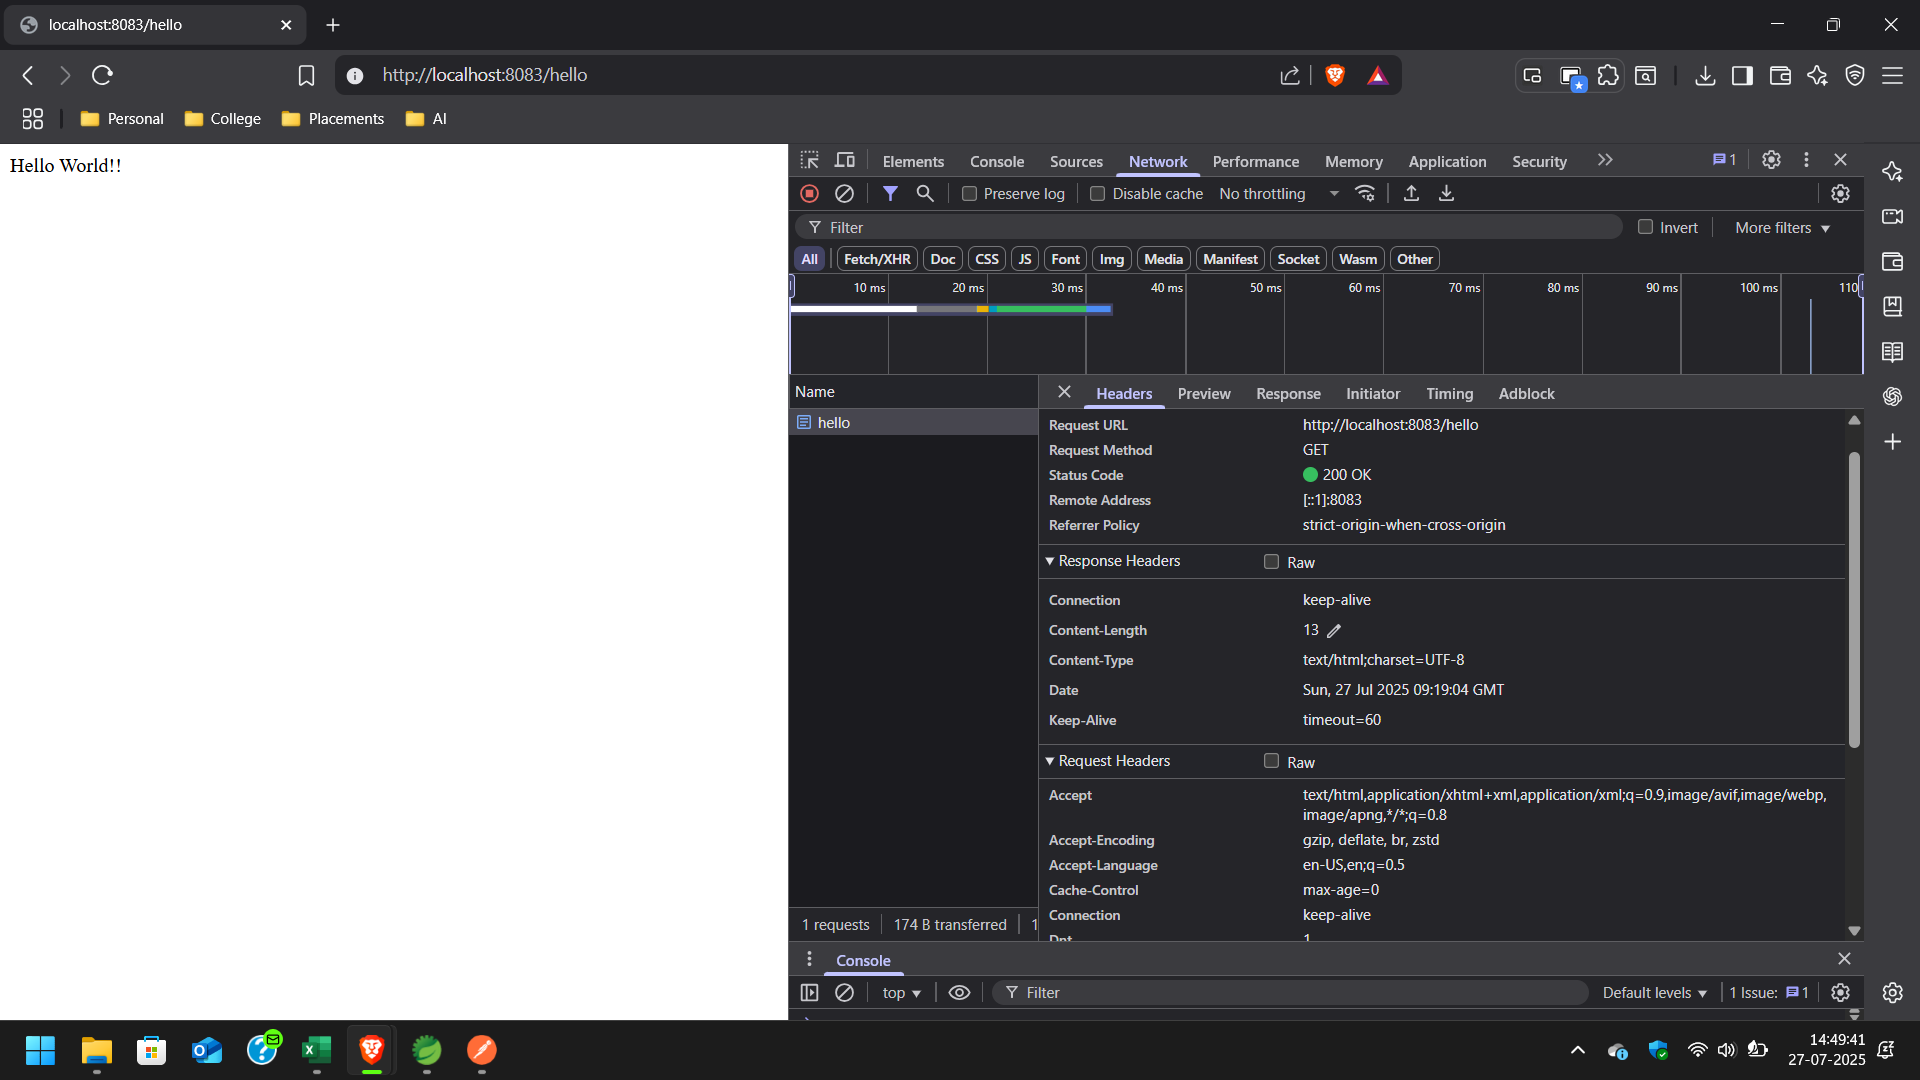 localhost:8083/hello
http://localhost:8083/hello
Personal College Placements AI
Hello World!!
Elements Console Sources Network Performance Memory Application Security 1
Preserve log Disable cache No throttling
Filter Invert More filters
All Fetch/XHR Doc CSS JS Font Img Media Manifest Socket Wasm Other
10 ms 20 ms 30 ms 40 ms 50 ms 60 ms 70 ms 80 ms 90 ms 100 ms 110
Name
hello
1 requests 174 B transferred 1
Headers Preview Response Initiator Timing Adblock
Request URL http://localhost:8083/hello
Request Method GET
Status Code 200 OK
Remote Address [::1]:8083
Referrer Policy strict-origin-when-cross-origin
Response Headers Raw
Connection keep-alive
Content-Length 13
Content-Type text/html;charset=UTF-8
Date Sun, 27 Jul 2025 09:19:04 GMT
Keep-Alive timeout=60
Request Headers Raw
Accept text/html,application/xhtml+xml,application/xml;q=0.9,image/avif,image/webp,
image/apng,*/*;q=0.8
Accept-Encoding gzip, deflate, br, zstd
Accept-Language en-US,en;q=0.5
Cache-Control max-age=0
Connection keep-alive
Dnt 1
Console
top Filter Default levels 1 Issue: 1
14:49:41
27-07-2025